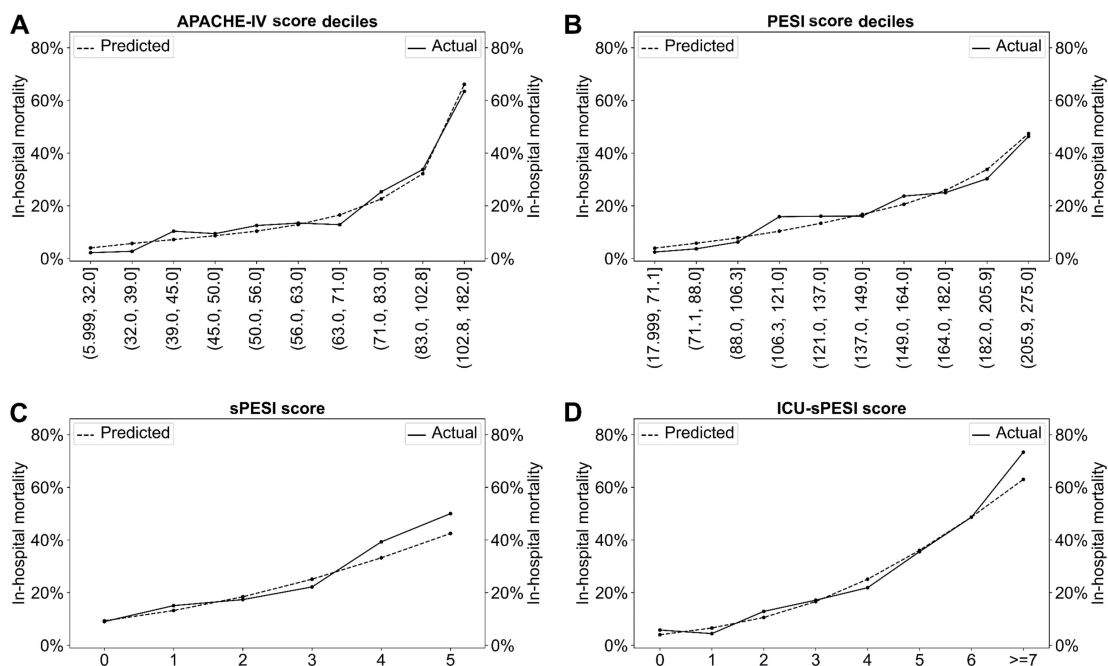 A
APACHE-IV score deciles
Predicted
Actual
In-hospital mortality
80%
60%
40%
20%
0%
80%
60%
40%
20%
0%
In-hospital mortality
(5.999, 32.0]
(32.0, 39.0]
(39.0, 45.0]
(45.0, 50.0]
(50.0, 56.0]
(56.0, 63.0]
(63.0, 71.0]
(71.0, 83.0]
(83.0, 102.8]
(102.8, 182.0]
B
PESI score deciles
Predicted
Actual
In-hospital mortality
80%
60%
40%
20%
0%
80%
60%
40%
20%
0%
In-hospital mortality
(17.999, 71.1]
(71.1, 88.0]
(88.0, 106.3]
(106.3, 121.0]
(121.0, 137.9]
(137.0, 149.0]
(149.0, 164.0]
(164.0, 182.0]
(182.0, 205.9]
(205.9, 275.0]
C
sPESI score
Predicted
Actual
In-hospital mortality
80%
60%
40%
20%
0%
80%
60%
40%
20%
0%
In-hospital mortality
0 1 2 3 4 5
D
ICU-sPESI score
Predicted
Actual
In-hospital mortality
80%
60%
40%
20%
0%
80%
60%
40%
20%
0%
In-hospital mortality
0 1 2 3 4 5 6 >=7